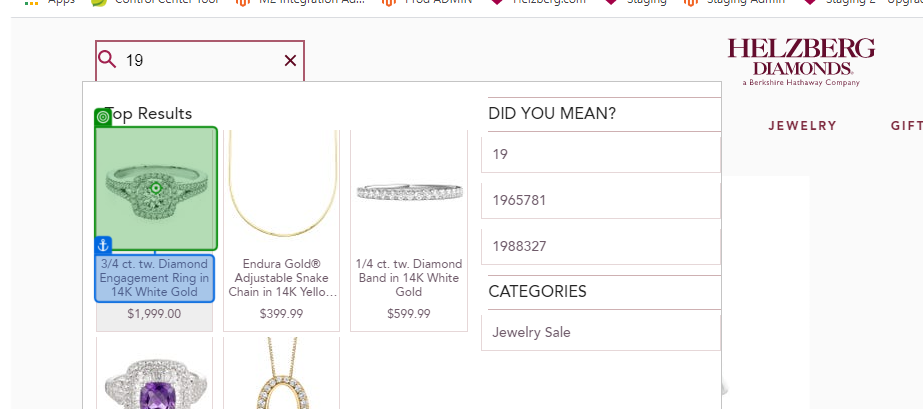 Apps Control Center Tool ME Integration Ad... Prod ADMIN Helzberg.com Staging Staging Admin Staging 2
19
HELZBERG
DIAMONDS.
a Berkshire Hathaway Company
Top Results
DID YOU MEAN?
JEWELRY
GIFT
19
1965781
1988327
3/4 ct. tw. Diamond
Engagement Ring in
14K White Gold
$1,999.00
Endura Gold®
Adjustable Snake
Chain in 14K Yello...
$399.99
1/4 ct. tw. Diamond
Band in 14K White
Gold
$599.99
CATEGORIES
Jewelry Sale